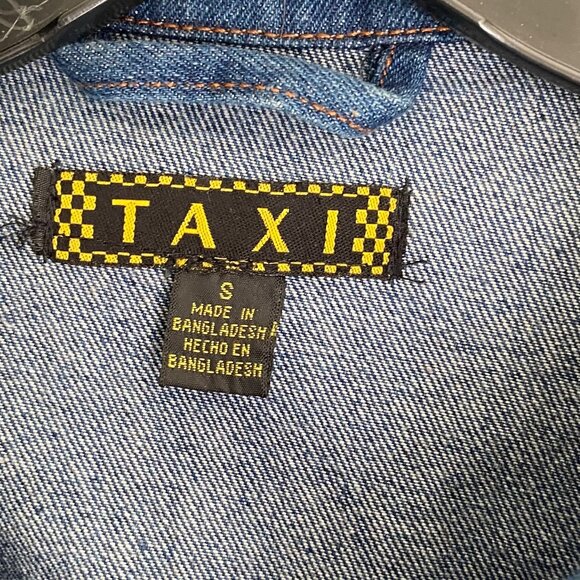 TAXI
S
MADE IN
BANGLADESH
HECHO EN
BANGLADESH